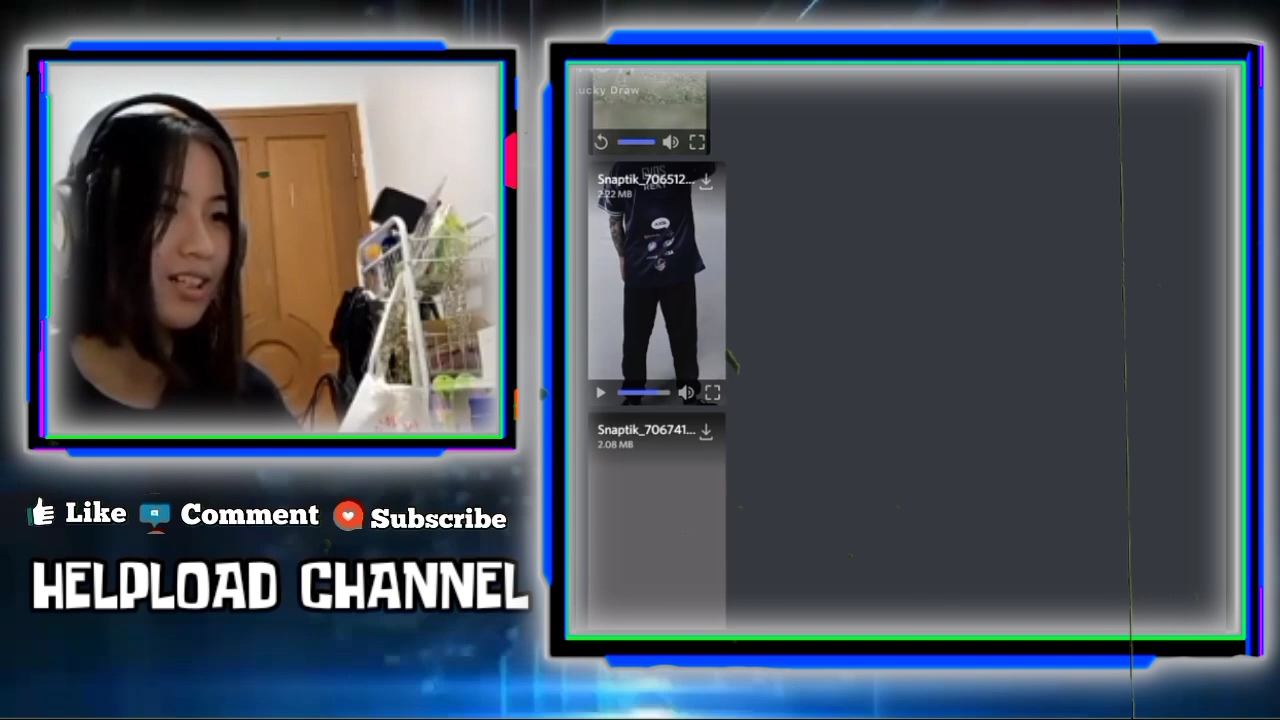 Like Comment Subscribe
HELPLOAD CHANNEL
ucky Draw
Snaptik_706512...
2.22 MB
Snaptik_706741...
2.08 MB